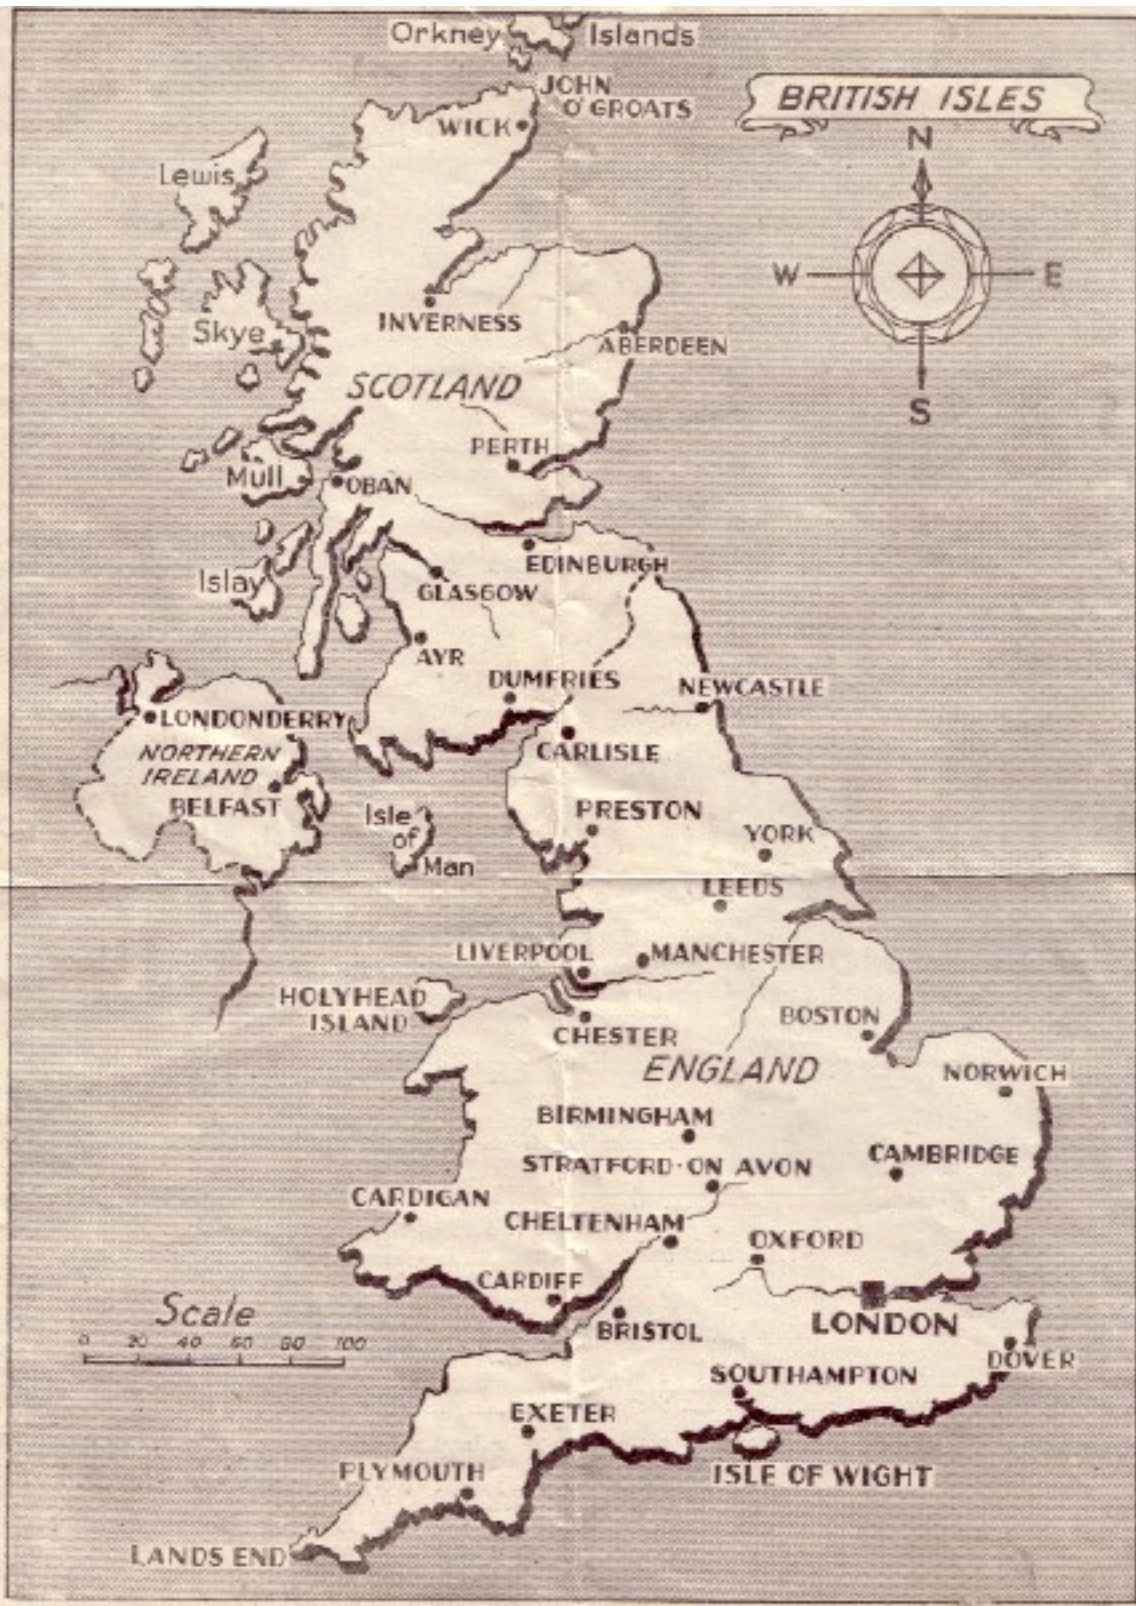 Orkney Islands
JOHN
O'GROATS
BRITISH ISLES
WICK
N
Lewis
W
E
INVERNESS
Skye
ABERDEEN
SCOTLAND
S
PERTH
Mull
OBAN
EDINBURGH
Islay
GLASGOW
AYR
DUMFRIES
NEWCASTLE
LONDONDERRY
NORTHERN
IRELAND
CARLISLE
BELFAST
Isle
of
Man
PRESTON
YORK
LEEDS
LIVERPOOL
MANCHESTER
HOLYHEAD
ISLAND
CHESTER
BOSTON
ENGLAND
NORWICH
BIRMINGHAM
STRATFORD·ON AVON
CAMBRIDGE
CARDIGAN
CHELTENHAM
OXFORD
CARDIFF
Scale
0 20 40 60 80 100
BRISTOL
LONDON
DOVER
SOUTHAMPTON
EXETER
PLYMOUTH
ISLE OF WIGHT
LANDS END